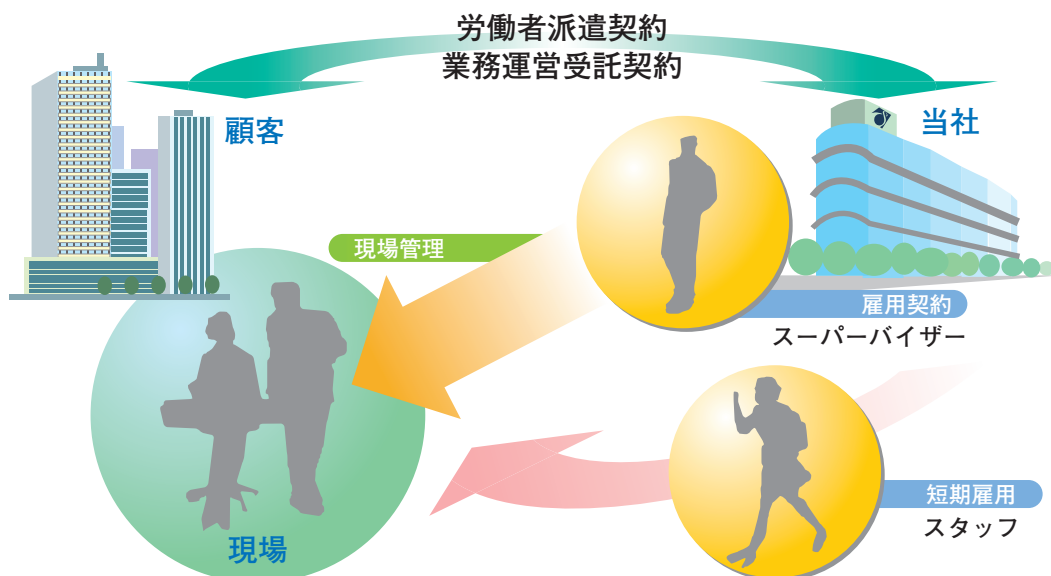 労働者派遣契約
業務運営受託契約
顧客
当社
現場管理
雇用契約
スーパーバイザー
短期雇用
スタッフ
現場